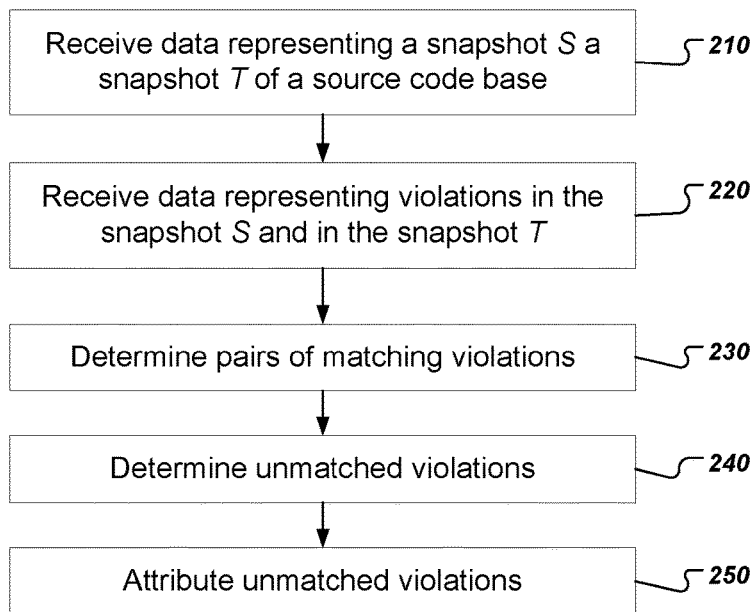 Receive data representing a snapshot S a
snapshot T of a source code base
210
Receive data representing violations in the
snapshot S and in the snapshot T
220
Determine pairs of matching violations
230
Determine unmatched violations
240
Attribute unmatched violations
250